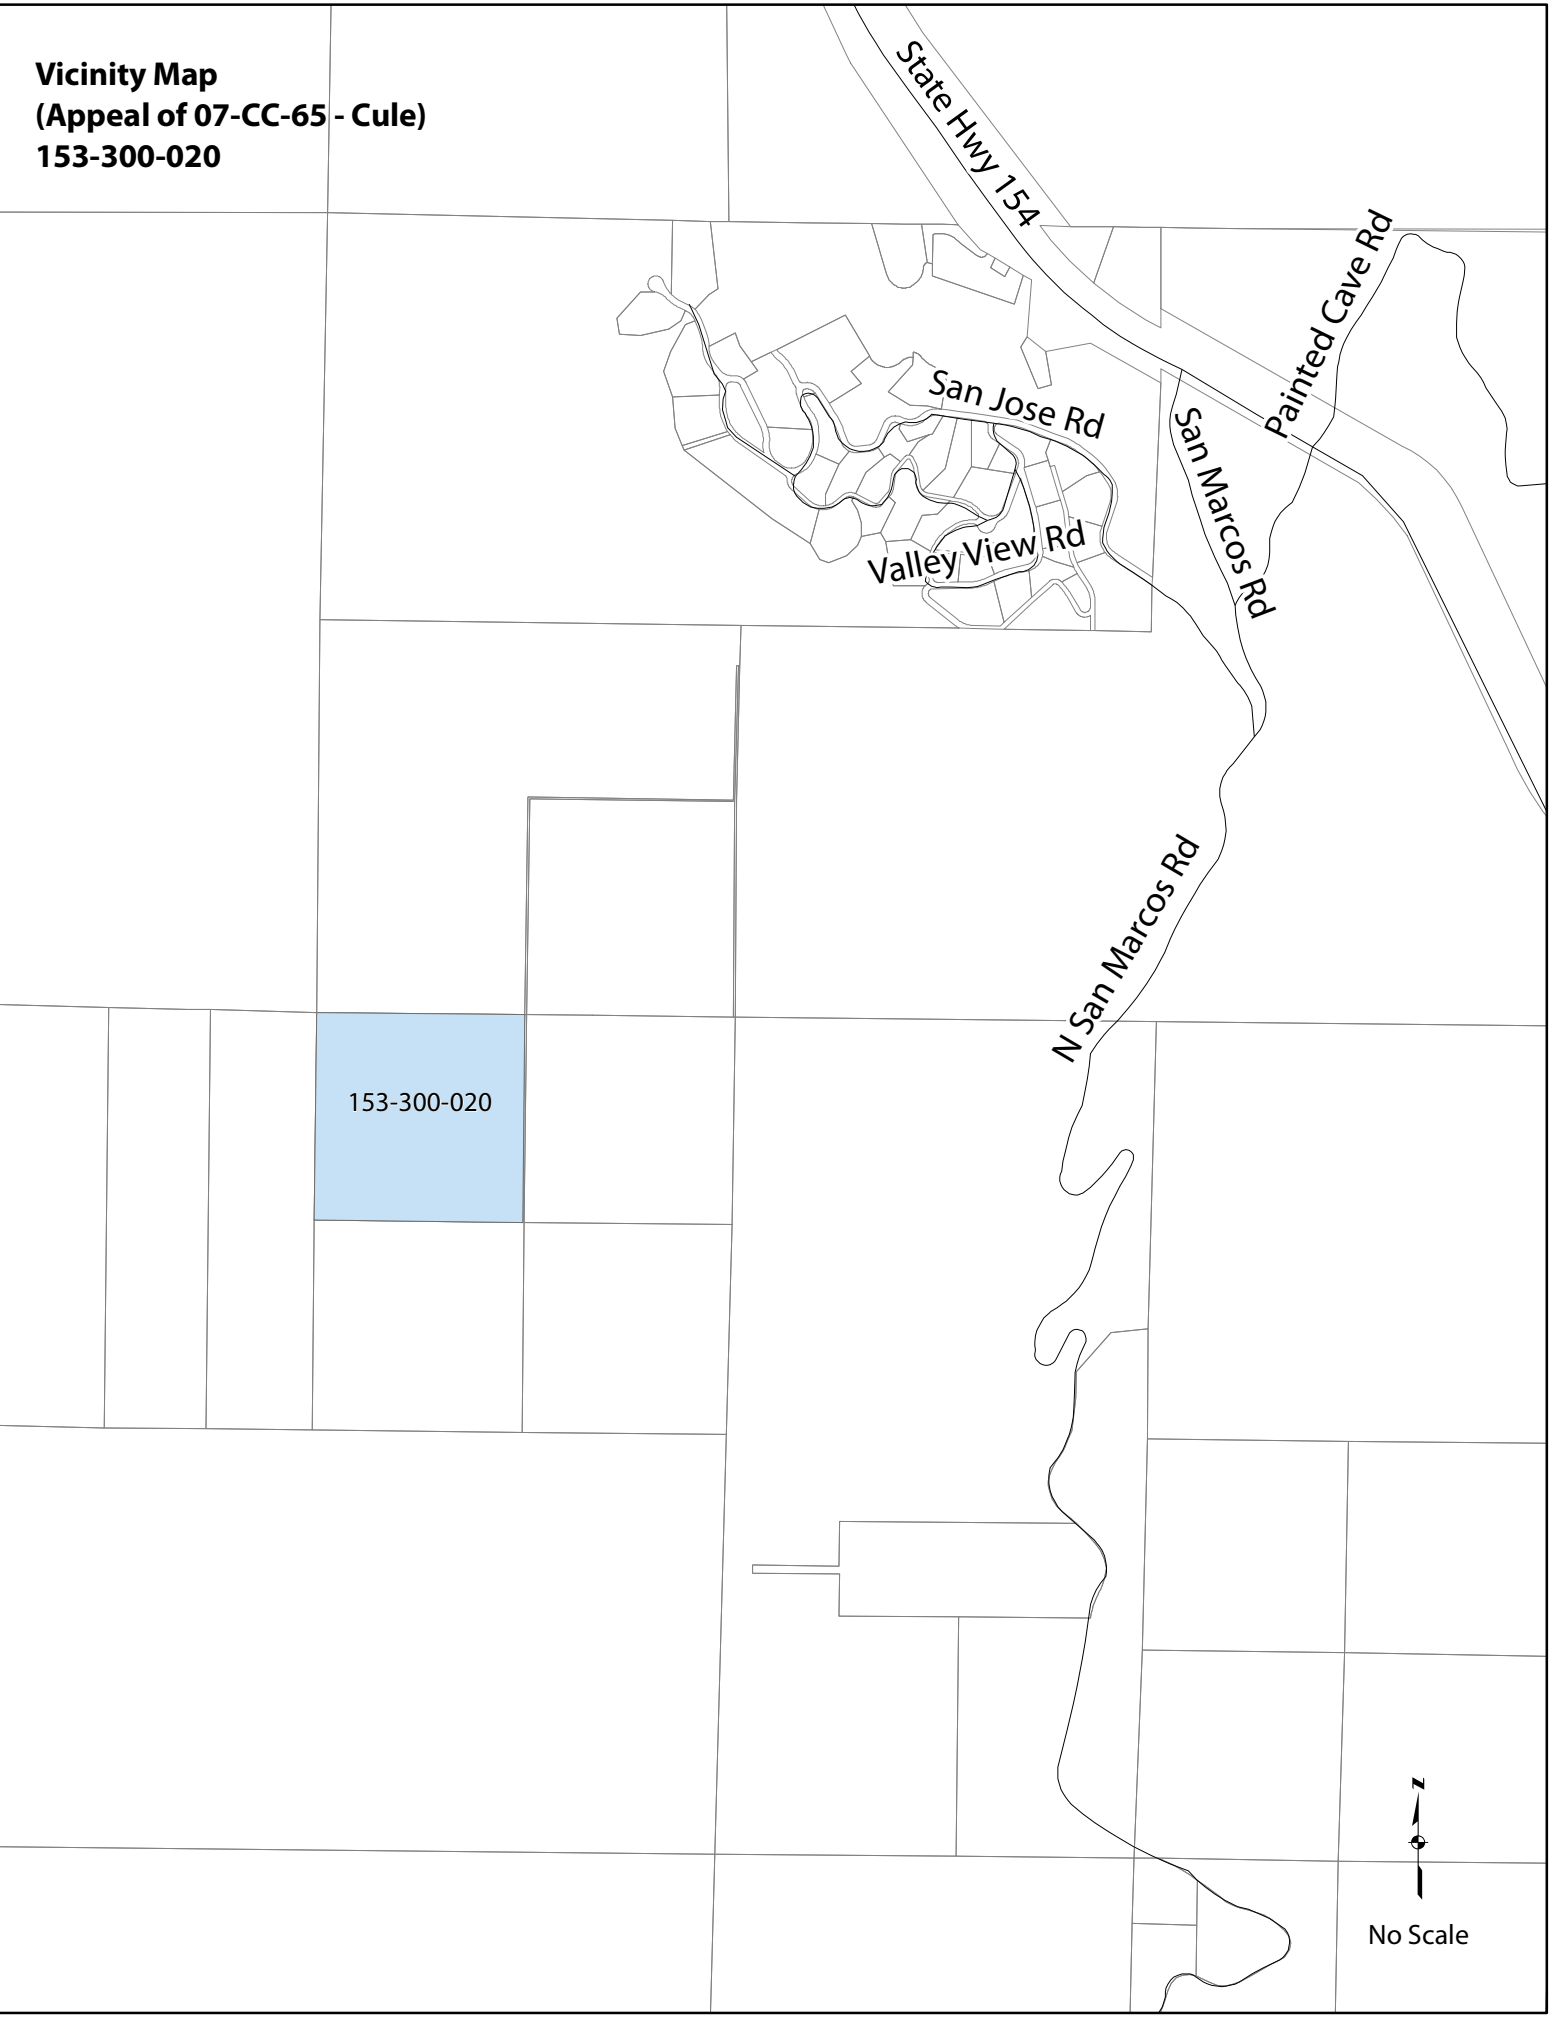 Vicinity Map
(Appeal of 07-CC-65 - Cule)
153-300-020
State Hwy 154
Painted Cave Rd
San Jose Rd
San Marcos Rd
Valley View Rd
N San Marcos Rd
153-300-020
N
No Scale